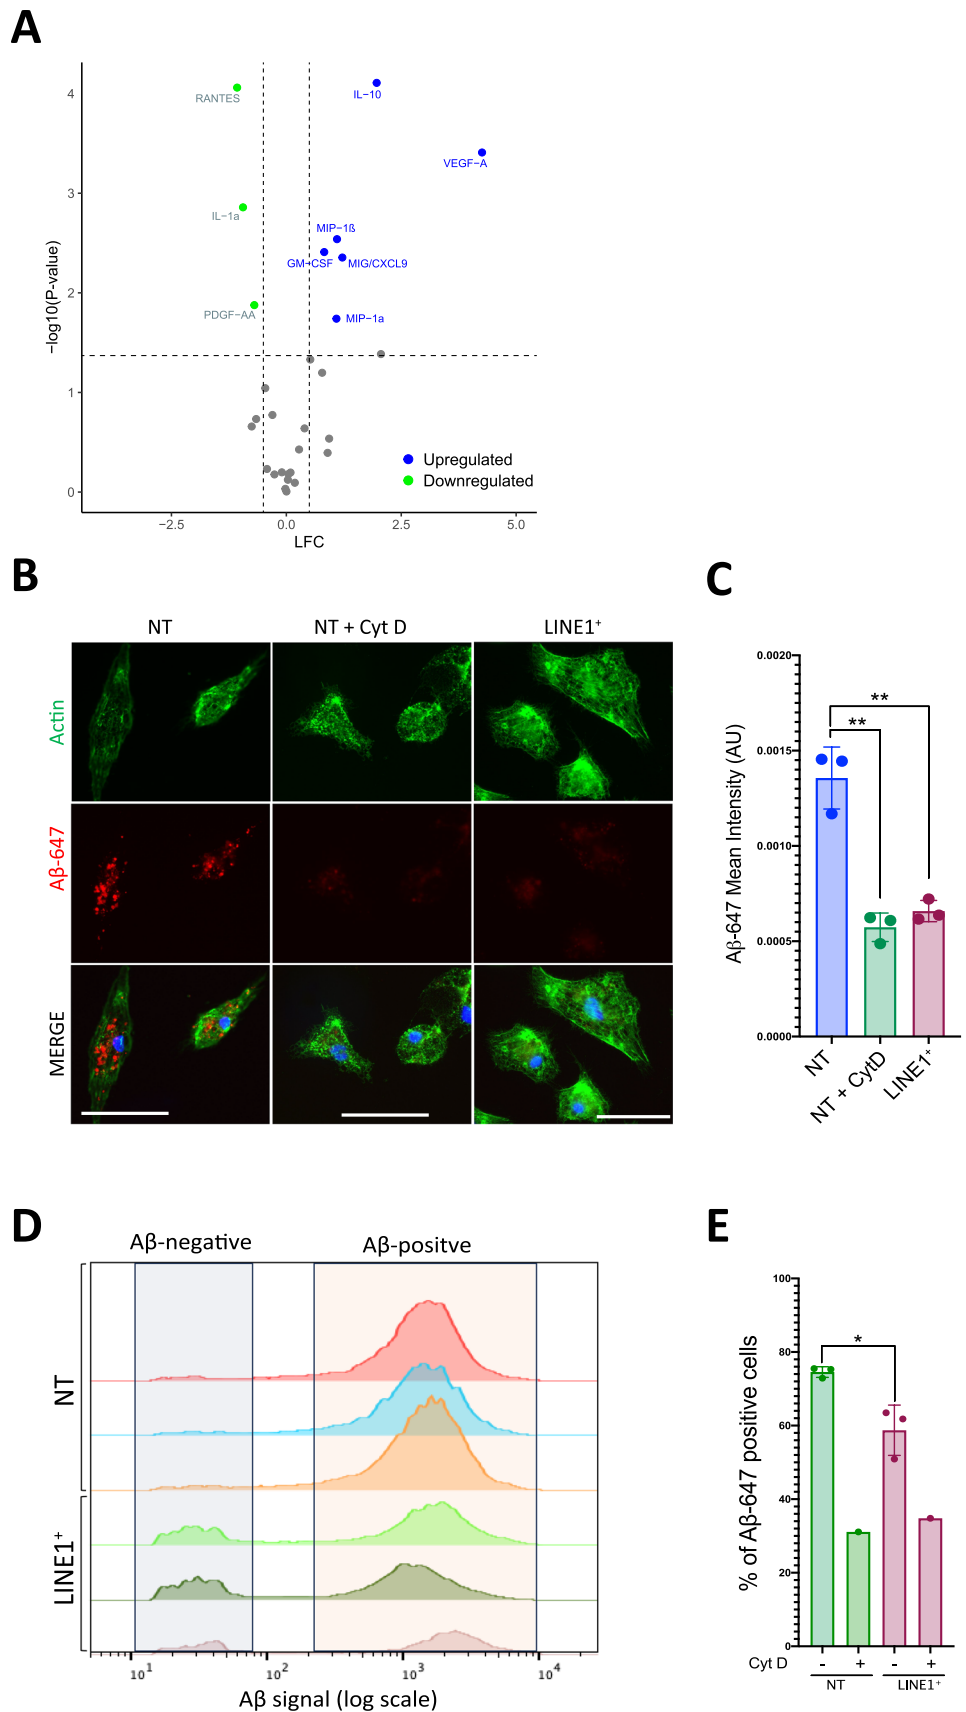 A
−log10(P-value)
4
3
2
1
0
RANTES
IL−10
VEGF−A
IL−1a
MIP−1ß
GM−CSF
MIG/CXCL9
PDGF−AA
MIP−1a
Upregulated
Downregulated
−2.5 0.0 2.5 5.0
LFC
B
NT NT + Cyt D LINE1+
Actin
Aβ-647
MERGE
C
Aβ-647 Mean Intensity (AU)
0.0020
0.0015
0.0010
0.0005
0.0000
**
**
NT
NT + CytD
LINE1+
D
Aβ-negative Aβ-positve
NT
LINE1+
10¹ 10² 10³ 10⁴
Aβ signal (log scale)
E
% of Aβ-647 positive cells
100
80
60
40
20
0
*
Cyt D - + - +
NT LINE1+